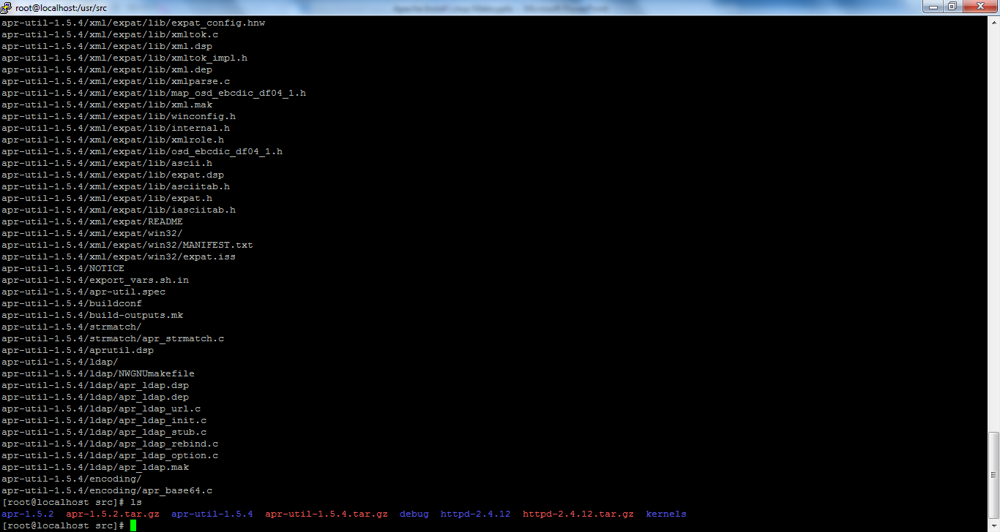 root@localhost:/usr/src
apr-util-1.5.4/xml/expat/lib/expat_config.hnw
apr-util-1.5.4/xml/expat/lib/xmltok.c
apr-util-1.5.4/xml/expat/lib/xml.dsp
apr-util-1.5.4/xml/expat/lib/xmltok_impl.h
apr-util-1.5.4/xml/expat/lib/xml.dep
apr-util-1.5.4/xml/expat/lib/xmlparse.c
apr-util-1.5.4/xml/expat/lib/map_osd_ebcdic_df04_1.h
apr-util-1.5.4/xml/expat/lib/xml.mak
apr-util-1.5.4/xml/expat/lib/winconfig.h
apr-util-1.5.4/xml/expat/lib/internal.h
apr-util-1.5.4/xml/expat/lib/xmlrole.h
apr-util-1.5.4/xml/expat/lib/osd_ebcdic_df04_1.h
apr-util-1.5.4/xml/expat/lib/ascii.h
apr-util-1.5.4/xml/expat/lib/expat.dsp
apr-util-1.5.4/xml/expat/lib/asciitab.h
apr-util-1.5.4/xml/expat/lib/expat.h
apr-util-1.5.4/xml/expat/lib/iasciitab.h
apr-util-1.5.4/xml/expat/README
apr-util-1.5.4/xml/expat/win32/
apr-util-1.5.4/xml/expat/win32/MANIFEST.txt
apr-util-1.5.4/xml/expat/win32/expat.iss
apr-util-1.5.4/NOTICE
apr-util-1.5.4/export_vars.sh.in
apr-util-1.5.4/apr-util.spec
apr-util-1.5.4/buildconf
apr-util-1.5.4/build-outputs.mk
apr-util-1.5.4/strmatch/
apr-util-1.5.4/strmatch/apr_strmatch.c
apr-util-1.5.4/aprutil.dsp
apr-util-1.5.4/ldap/
apr-util-1.5.4/ldap/NWGNUmakefile
apr-util-1.5.4/ldap/apr_ldap.dsp
apr-util-1.5.4/ldap/apr_ldap.dep
apr-util-1.5.4/ldap/apr_ldap_url.c
apr-util-1.5.4/ldap/apr_ldap_init.c
apr-util-1.5.4/ldap/apr_ldap_stub.c
apr-util-1.5.4/ldap/apr_ldap_rebind.c
apr-util-1.5.4/ldap/apr_ldap_option.c
apr-util-1.5.4/ldap/apr_ldap.mak
apr-util-1.5.4/encoding/
apr-util-1.5.4/encoding/apr_base64.c
[root@localhost src]# ls
apr-1.5.2  apr-1.5.2.tar.gz  apr-util-1.5.4  apr-util-1.5.4.tar.gz  debug  httpd-2.4.12  httpd-2.4.12.tar.gz  kernels
[root@localhost src]#